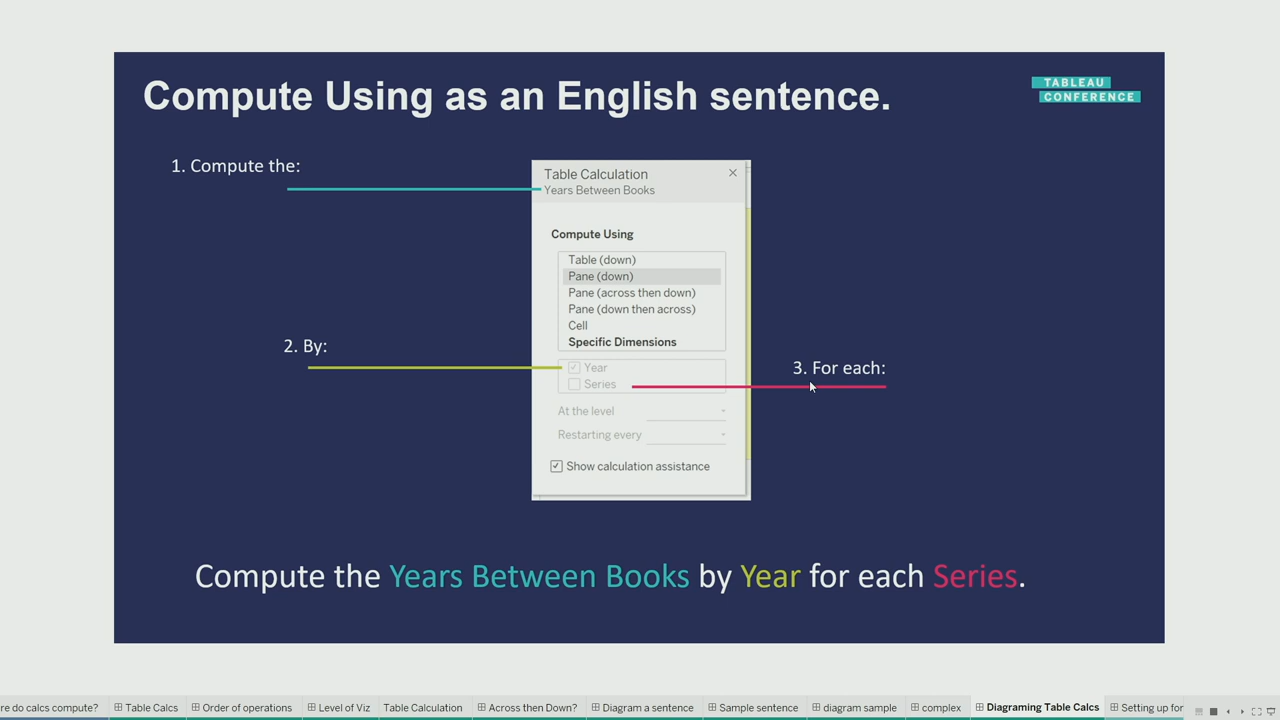 Compute Using as an English sentence.
TABLEAU
CONFERENCE
1. Compute the:
Table Calculation
Years Between Books
Compute Using
Table (down)
Pane (down)
Pane (across then down)
Pane (down then across)
Cell
Specific Dimensions
2. By:
Year
3. For each:
Series
At the level
Restarting every
Show calculation assistance
Compute the Years Between Books by Year for each Series.
re do calcs compute?
Table Calcs
Order of operations
Level of Viz
Table Calculation
Across then Down?
Diagram a sentence
Sample sentence
diagram sample
complex
Diagraming Table Calcs
Setting up for